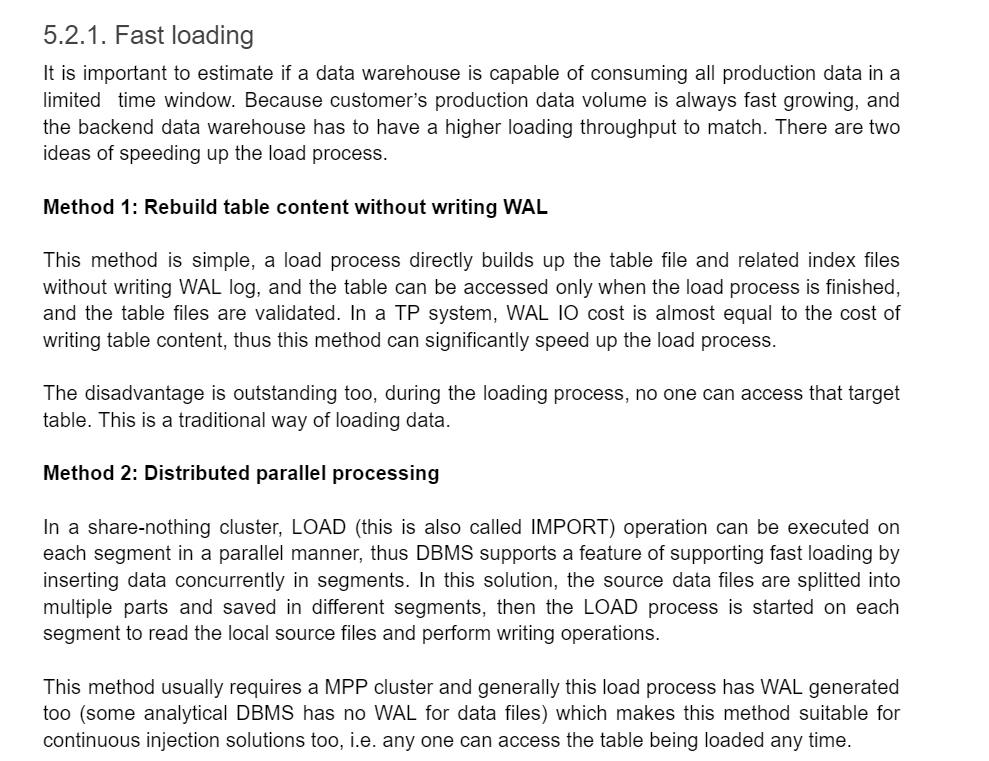 5.2.1. Fast loading
It is important to estimate if a data warehouse is capable of consuming all production data in a
limited time window. Because customer's production data volume is always fast growing, and
the backend data warehouse has to have a higher loading throughput to match. There are two
ideas of speeding up the load process.
Method 1: Rebuild table content without writing WAL
This method is simple, a load process directly builds up the table file and related index files
without writing WAL log, and the table can be accessed only when the load process is finished,
and the table files are validated. In a TP system, WAL IO cost is almost equal to the cost of
writing table content, thus this method can significantly speed up the load process.
The disadvantage is outstanding too, during the loading process, no one can access that target
table. This is a traditional way of loading data.
Method 2: Distributed parallel processing
In a share-nothing cluster, LOAD (this is also called IMPORT) operation can be executed on
each segment in a parallel manner, thus DBMS supports a feature of supporting fast loading by
inserting data concurrently in segments. In this solution, the source data files are splitted into
multiple parts and saved in different segments, then the LOAD process is started on each
segment to read the local source files and perform writing operations.
This method usually requires a MPP cluster and generally this load process has WAL generated
too (some analytical DBMS has no WAL for data files) which makes this method suitable for
continuous injection solutions too, i.e. any one can access the table being loaded any time.